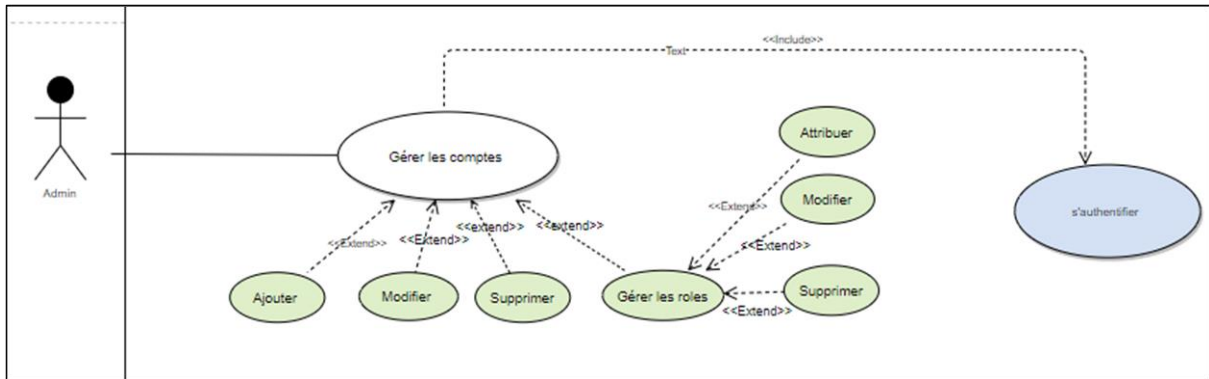 <<Include>>
Text
Attribuer
Gérer les comptes
Modifier
Admin
<<Extend>>
s'authentifier
<<Extend>>
<<Extend>>
<<extend>>
<<extend>>
<<Extend>>
Ajouter
Modifier
Supprimer
Gérer les roles
Supprimer
<<Extend>>